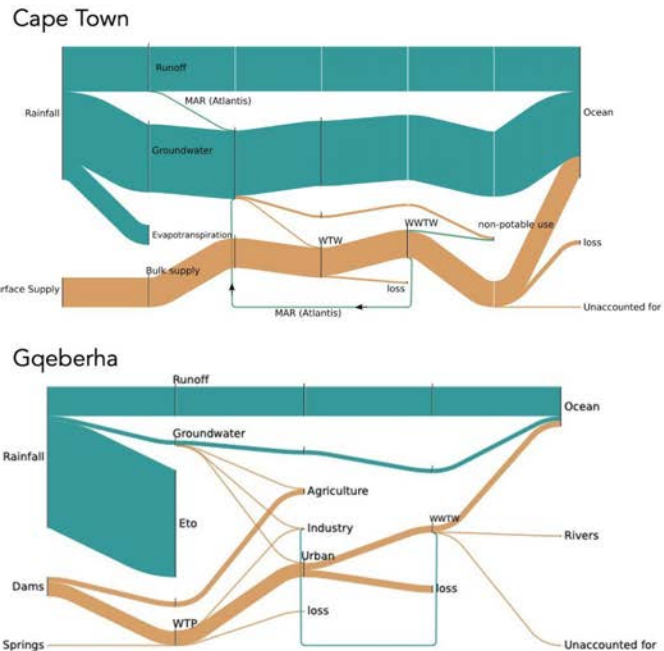 Cape Town
Runoff
MAR (Atlantis)
Rainfall
Ocean
Groundwater
non-potable use
WWTW
Evapotranspiration
WTW
loss
Bulk supply
rface Supply
loss
Unaccounted for
MAR (Atlantis)
Gqeberha
Runoff
Ocean
Groundwater
Rainfall
Agriculture
Eto
WWTW
Industry
Rivers
Urban
Dams
loss
loss
WTP
Springs
Unaccounted for